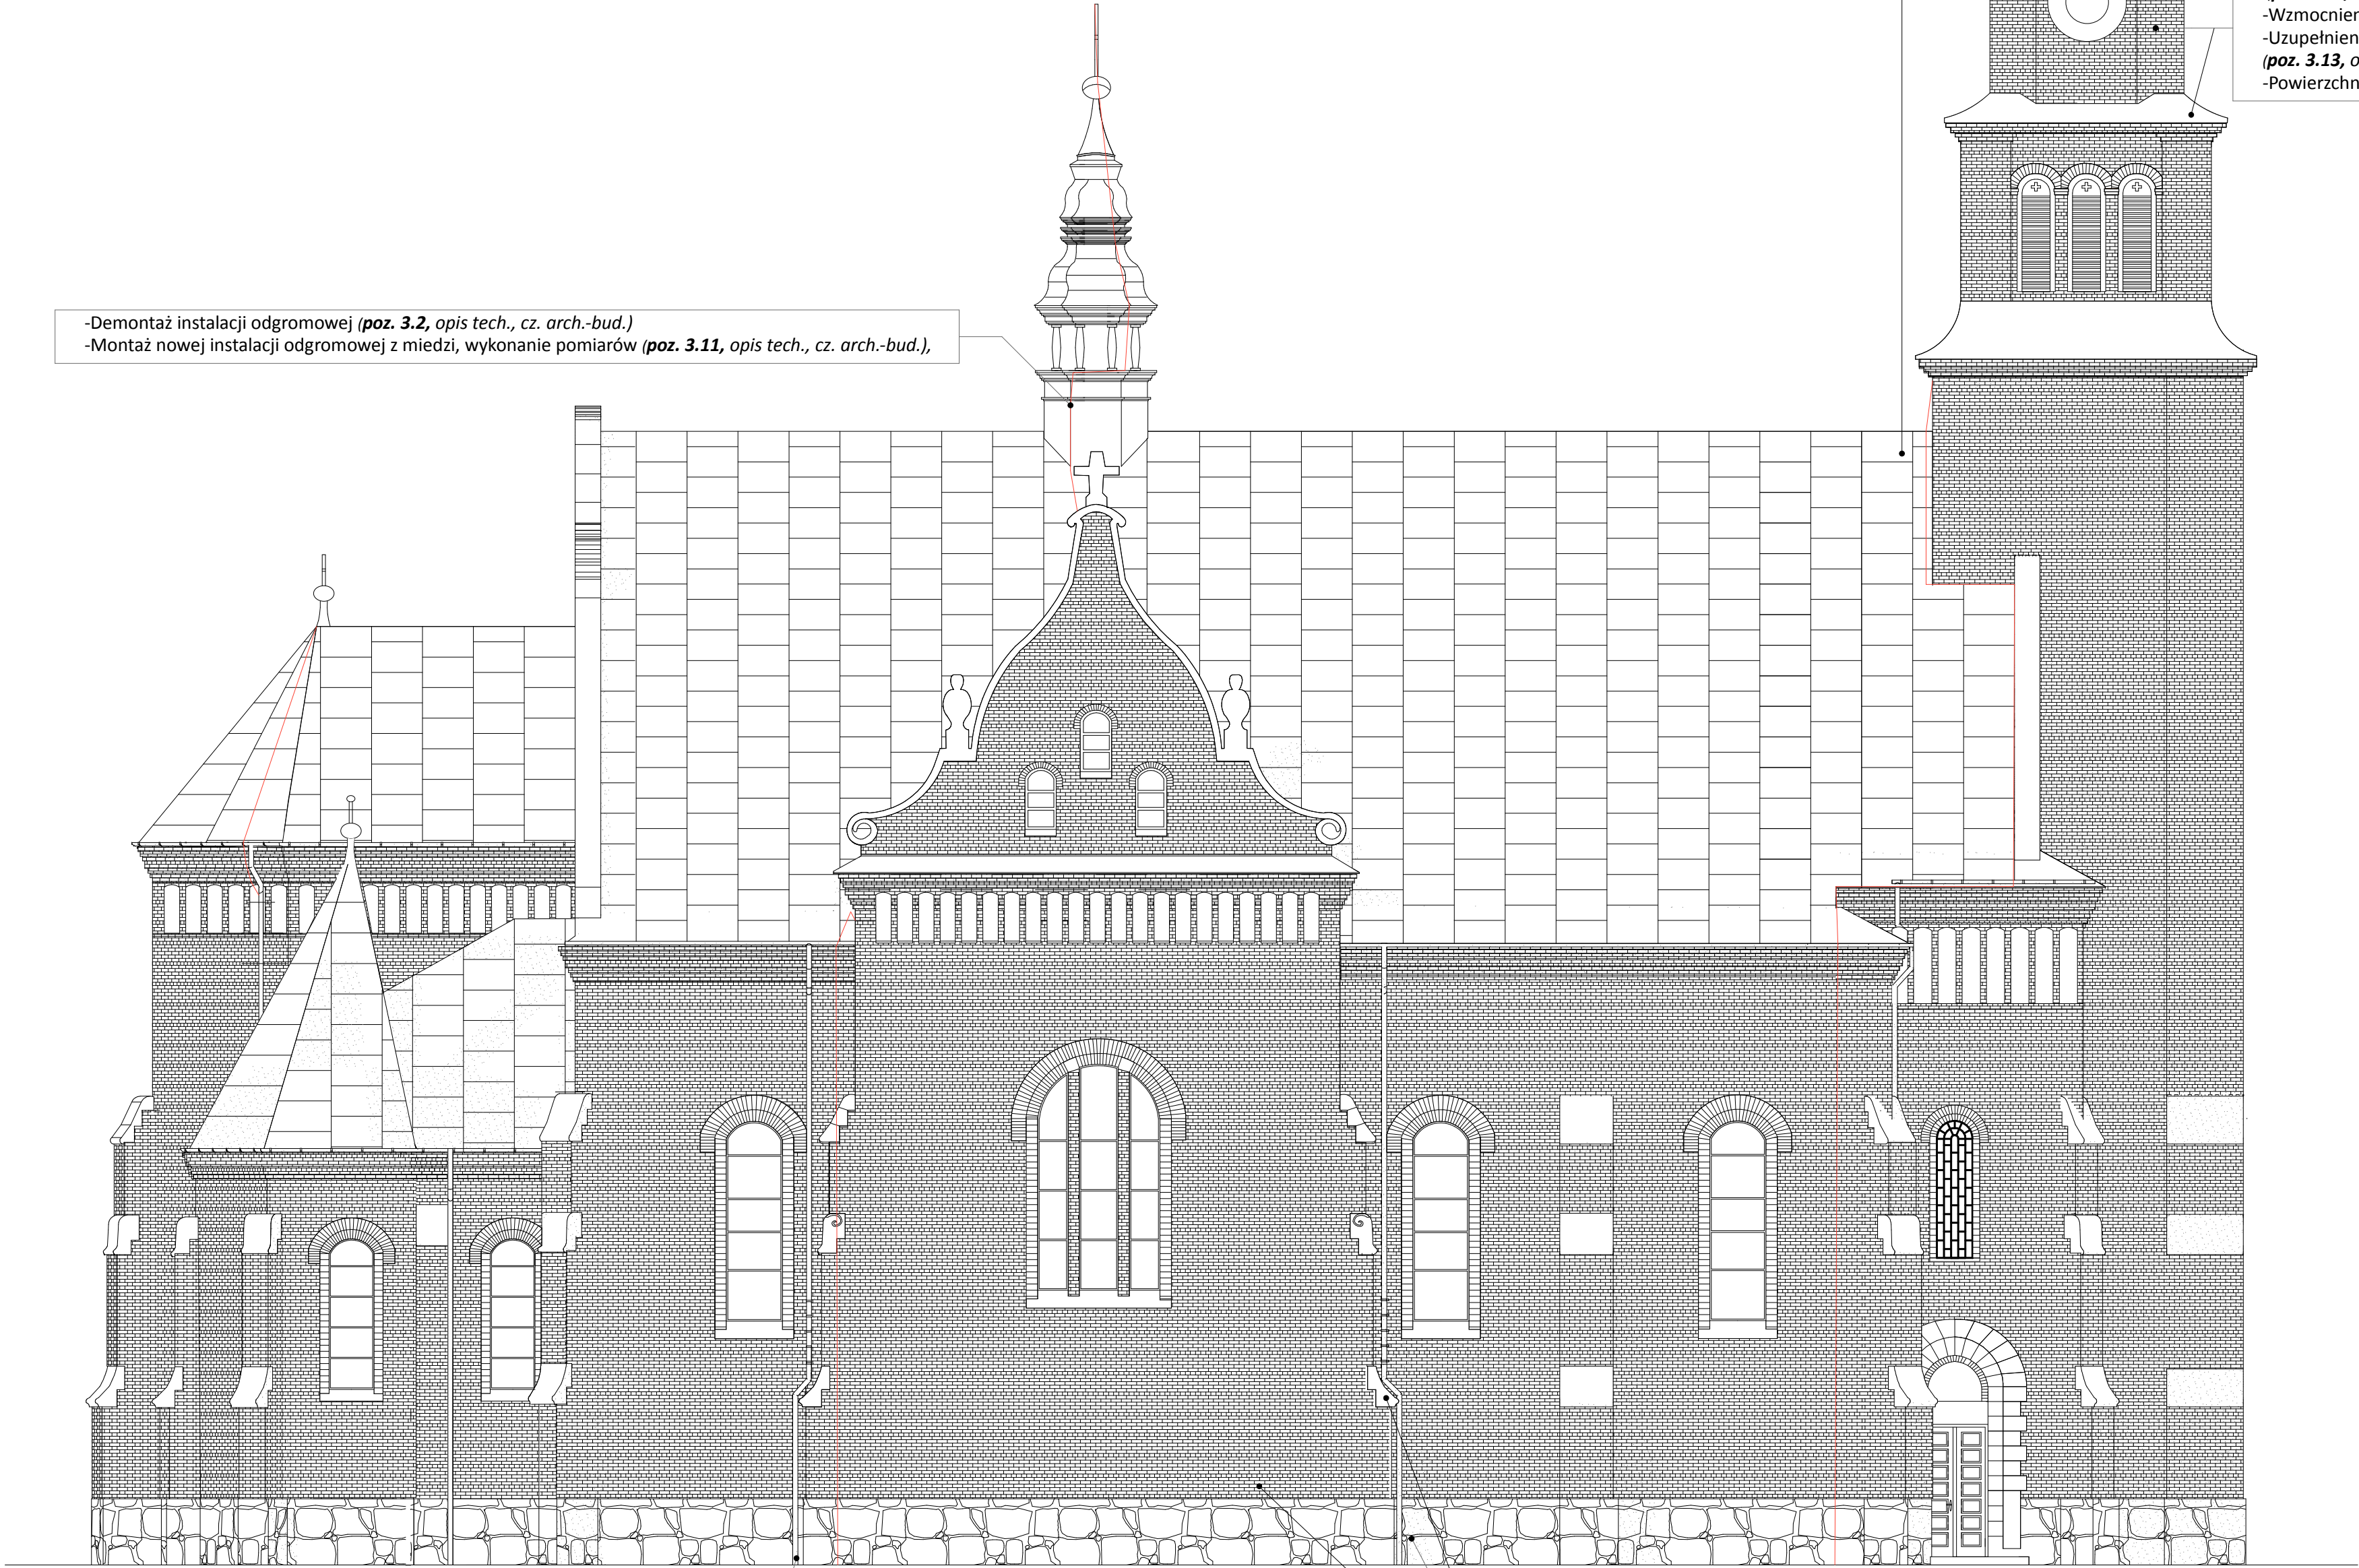 -Demontaż instalacji odgromowej (poz. 3.2, opis tech., cz. arch.-bud.)
-Montaż nowej instalacji odgromowej z miedzi, wykonanie pomiarów (poz. 3.11, opis tech., cz. arch.-bud.),
-Wzmocnien
-Uzupełnien
(poz. 3.13, o
-Powierzchn